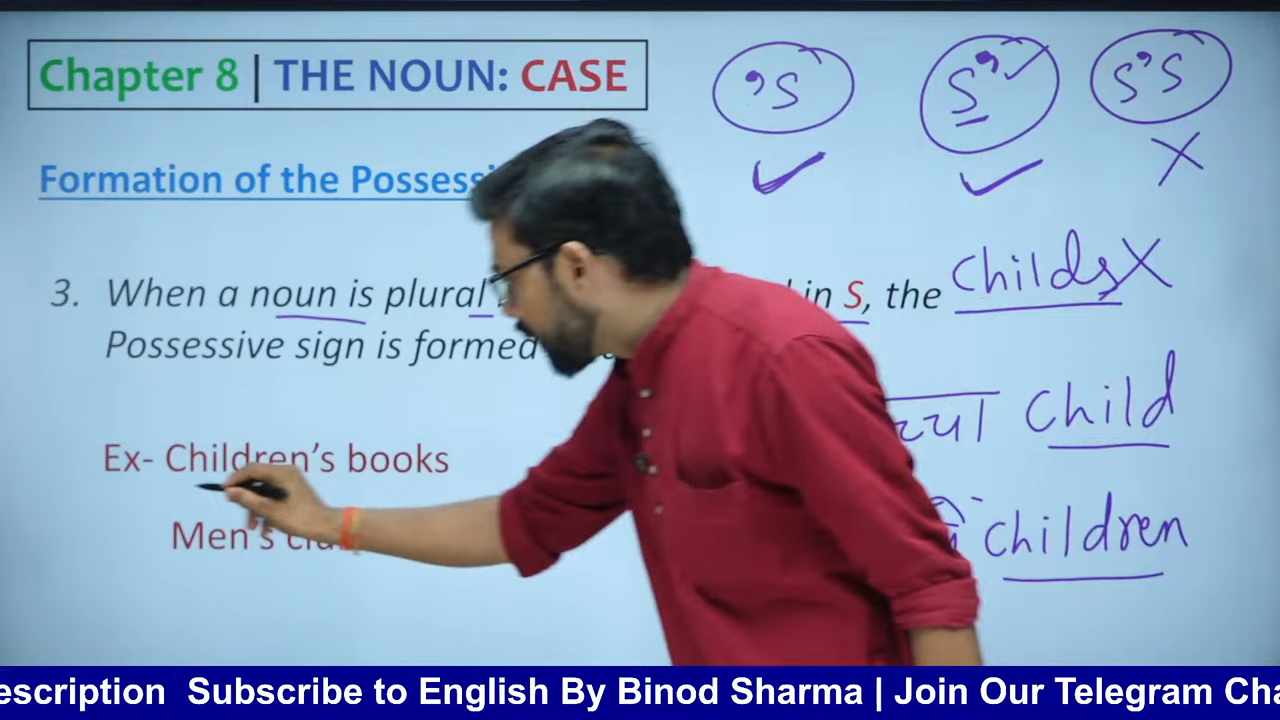 Chapter 8 | THE NOUN: CASE
’S S’ S’S
Formation of the Possessi
3. When a noun is plural in S, the
Childs
Possessive sign is formed
Child
Ex- Children’s books
Children
Men’s clu
escription Subscribe to English By Binod Sharma | Join Our Telegram Cha